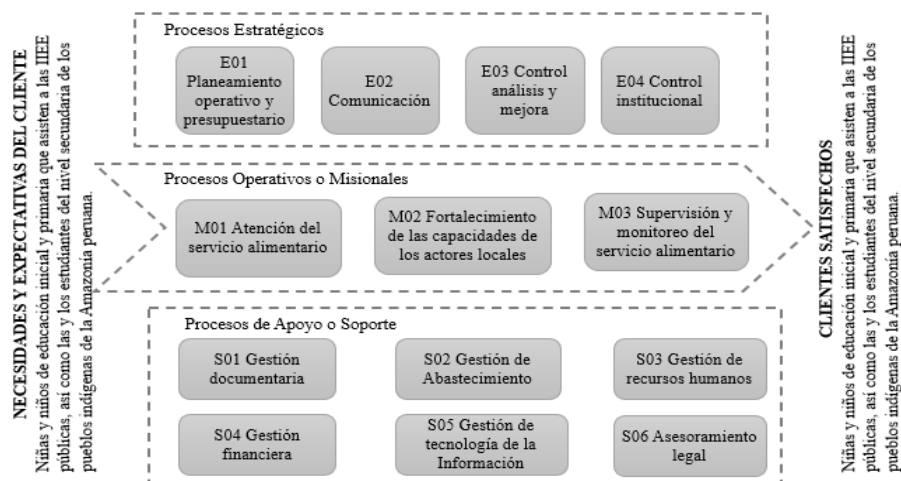 NECESIDADES Y EXPECTATIVAS DEL CLIENTE
Niñas y niños de educación inicial y primaria que asisten a las IIEE
públicas, así como las y los estudiantes del nivel secundaria de los
pueblos indígenas de la Amazonía peruana.
Procesos Estratégicos
E01
Planeamiento
operativo y
presupuestario
E02
Comunicación
E03 Control
análisis y
mejora
E04 Control
institucional
Procesos Operativos o Misionales
M01 Atención del
servicio alimentario
M02 Fortalecimiento
de las capacidades de
los actores locales
M03 Supervisión y
monitoreo del
servicio alimentario
Procesos de Apoyo o Soporte
S01 Gestión
documentaria
S02 Gestión de
Abastecimiento
S03 Gestión de
recursos humanos
S04 Gestión
financiera
S05 Gestión de
tecnología de la
Información
S06 Asesoramiento
legal
CLIENTES SATISFECHOS
Niñas y niños de educación inicial y primaria que asisten a las IIEE
públicas, así como las y los estudiantes del nivel secundaria de los
pueblos indígenas de la Amazonía peruana.